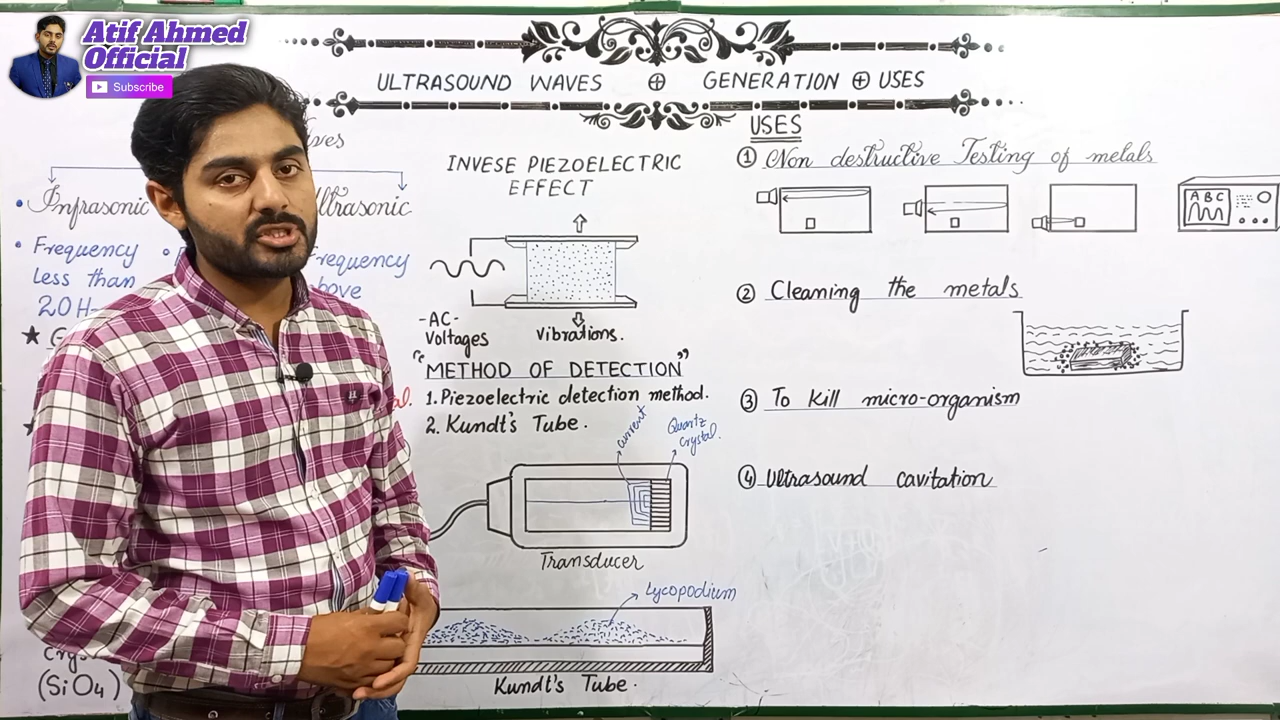 Atif Ahmed
Official
Subscribe
ULTRASOUND WAVES ⊕ GENERATION ⊕ USES
Infrasonic
Ultrasonic
• Frequency
less than
frequency
above
(SiO4)
INVESE PIEZOELECTRIC
EFFECT
-AC-
Voltages
Vibrations.
"METHOD OF DETECTION"
1. Piezoelectric detection method.
2. Kundt's Tube.
current
Quartz
crystal.
Transducer
Lycopodium
Kundt's Tube.
USES
① Non destructive Testing of metals
A B C
② Cleaning the metals
③ To kill micro-organism
④ Ultrasound cavitation